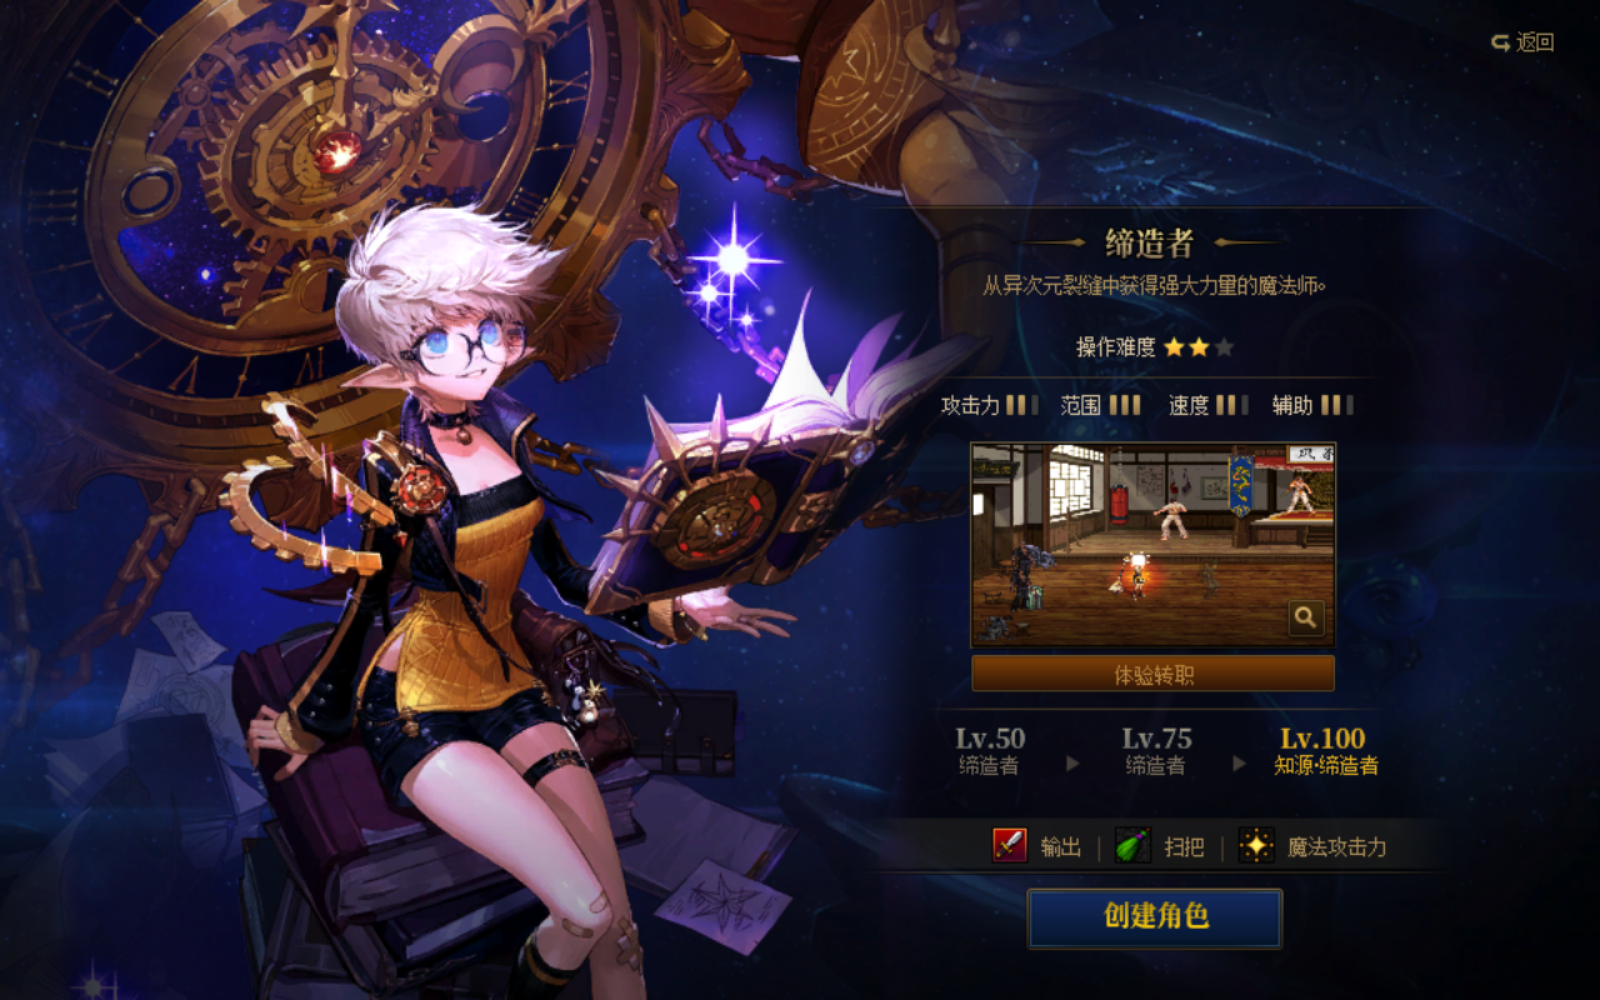 返回
缔造者
从异次元裂缝中获得强大力量的魔法师。
操作难度
攻击力 范围 速度 辅助
体验转职
Lv.50 Lv.75 Lv.100
缔造者 缔造者 知源·缔造者
输出 | 扫把 | 魔法攻击力
创建角色